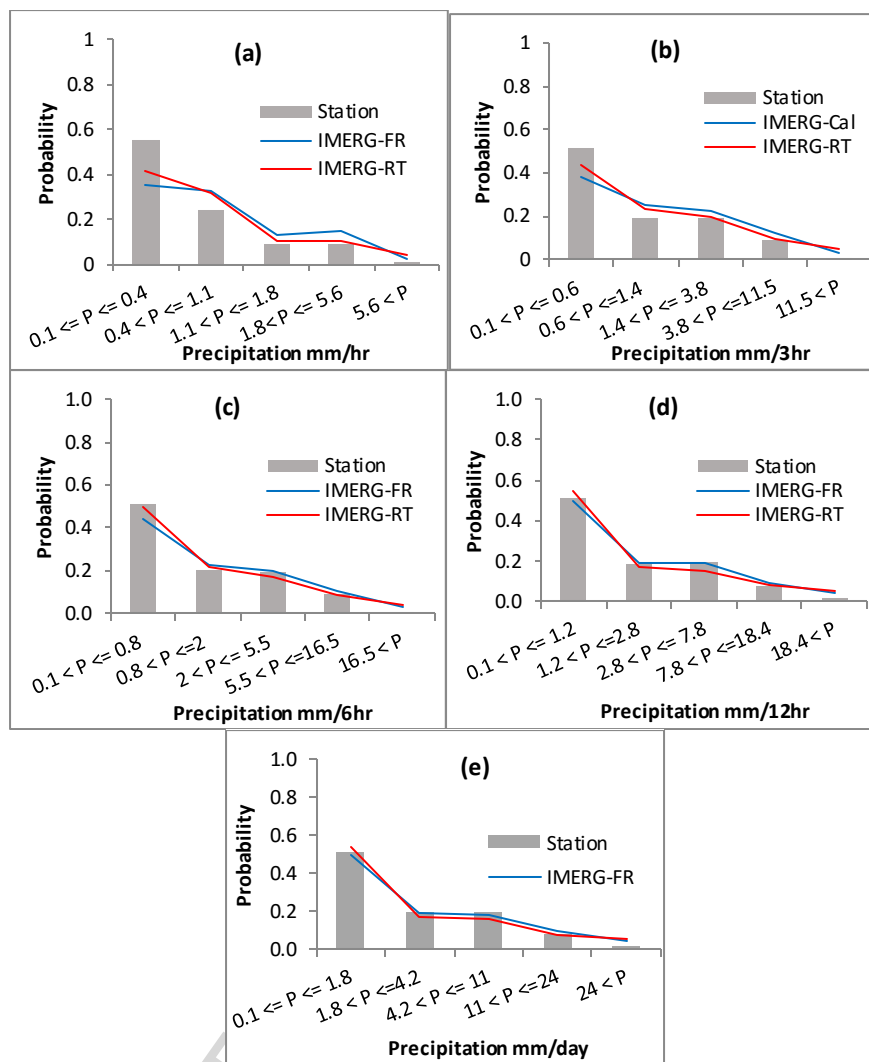 (a)
1
0.8
0.6
0.4
0.2
0
Probability
Station
IMERG-FR
IMERG-RT
0.1 <= P <= 0.4
0.4 < P <= 1.1
1.1 < P <= 1.8
1.8< P <= 5.6
5.6 < P
Precipitation mm/hr
(b)
1
0.8
0.6
0.4
0.2
0
Probability
Station
IMERG-Cal
IMERG-RT
0.1 < P <= 0.6
0.6 < P <=1.4
1.4 < P <= 3.8
3.8 < P <=11.5
11.5 < P
Precipitation mm/3hr
(c)
1.0
0.8
0.6
0.4
0.2
0.0
Probability
Station
IMERG-FR
IMERG-RT
0.1 < P <= 0.8
0.8 < P <=2
2 < P <= 5.5
5.5 < P <=16.5
16.5 < P
Precipitation mm/6hr
(d)
1.0
0.8
0.6
0.4
0.2
0.0
Probability
Station
IMERG-FR
IMERG-RT
0.1 < P <= 1.2
1.2 < P <=2.8
2.8 < P <= 7.8
7.8 < P <=18.4
18.4 < P
Precipitation mm/12hr
(e)
1.0
0.8
0.6
0.4
0.2
0.0
Probability
Station
IMERG-FR
0.1 <= P <= 1.8
1.8 < P <=4.2
4.2 < P <= 11
11 < P <=24
24 < P
Precipitation mm/day